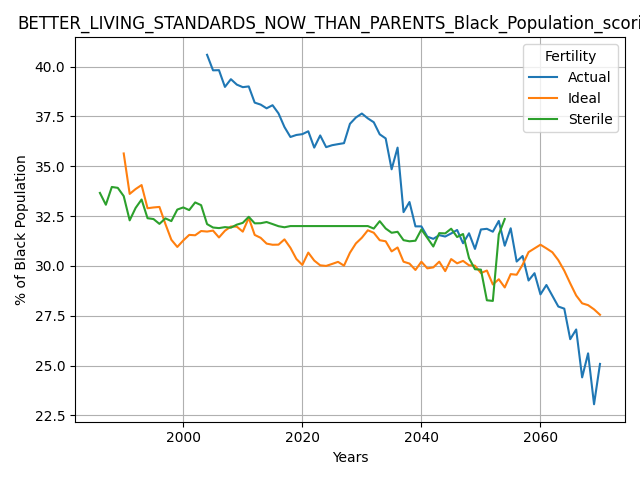 BETTER_LIVING_STANDARDS_NOW_THAN_PARENTS_Black_Population_scori
Fertility
Actual
Ideal
Sterile
% of Black Population
40.0
37.5
35.0
32.5
30.0
27.5
25.0
22.5
2000
2020
2040
2060
Years